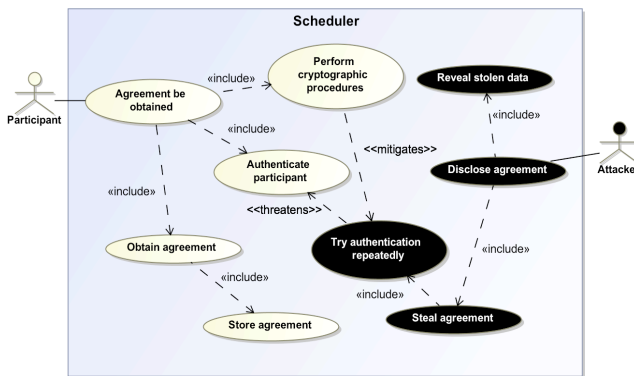 Scheduler
Perform
cryptographic
procedures
«include»
Reveal stolen data
Agreement be
obtained
Participant
«include»
«include»
<<mitigates>>
Authenticate
participant
Disclose agreement
Attacke
«include»
<<threatens>>
Obtain agreement
Try authentication
repeatedly
«include»
«include»
«include»
Store agreement
Steal agreement